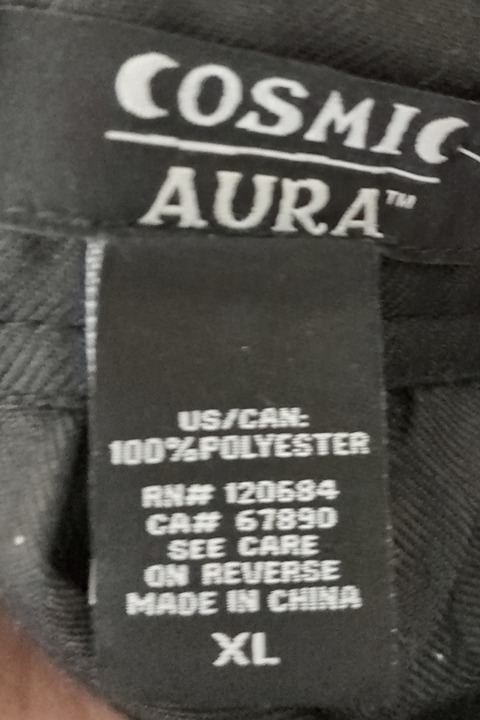 COSMIC
AURA™
US/CAN:
100%POLYESTER
RN# 120684
CA# 67890
SEE CARE
ON REVERSE
MADE IN CHINA
XL